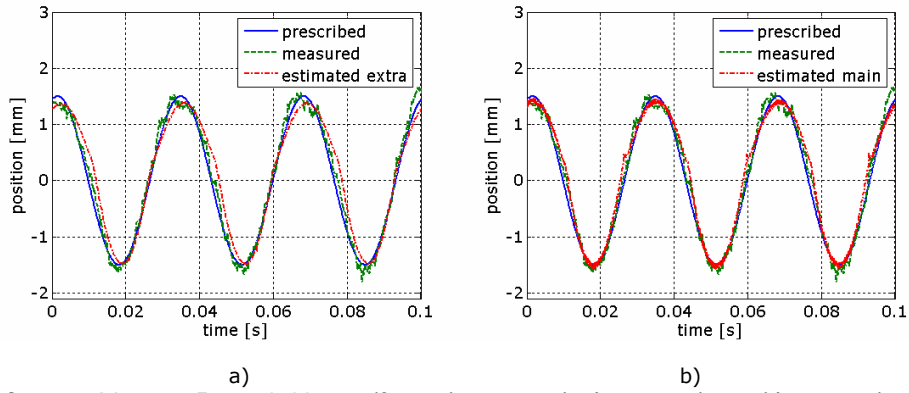 prescribed
measured
estimated extra
3
2
1
0
-1
-2
position [mm]
0
0.02
0.04
0.06
0.08
0.1
time [s]
a)
prescribed
measured
estimated main
3
2
1
0
-1
-2
position [mm]
0
0.02
0.04
0.06
0.08
0.1
time [s]
b)